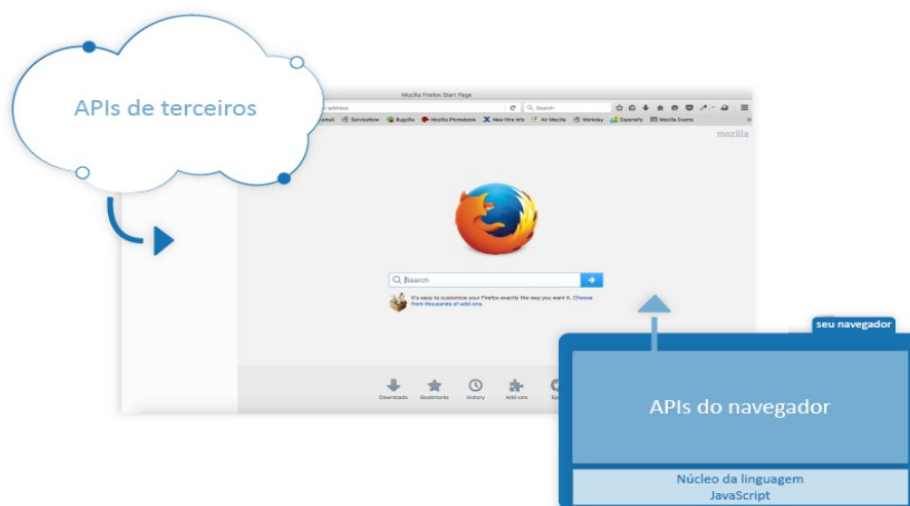 APIs de terceiros
Mozilla Firefox Start Page
address
Search
ServiceNow Bugzilla Mozilla Phonebook New Hire Info Air Mozilla Workday Expensify Mozilla Events
mozilla
Search
It's easy to customize your Firefox exactly the way you want it. Choose
from thousands of add-ons.
seu navegador
APIs do navegador
Downloads Bookmarks History Add-ons
Núcleo da linguagem
JavaScript